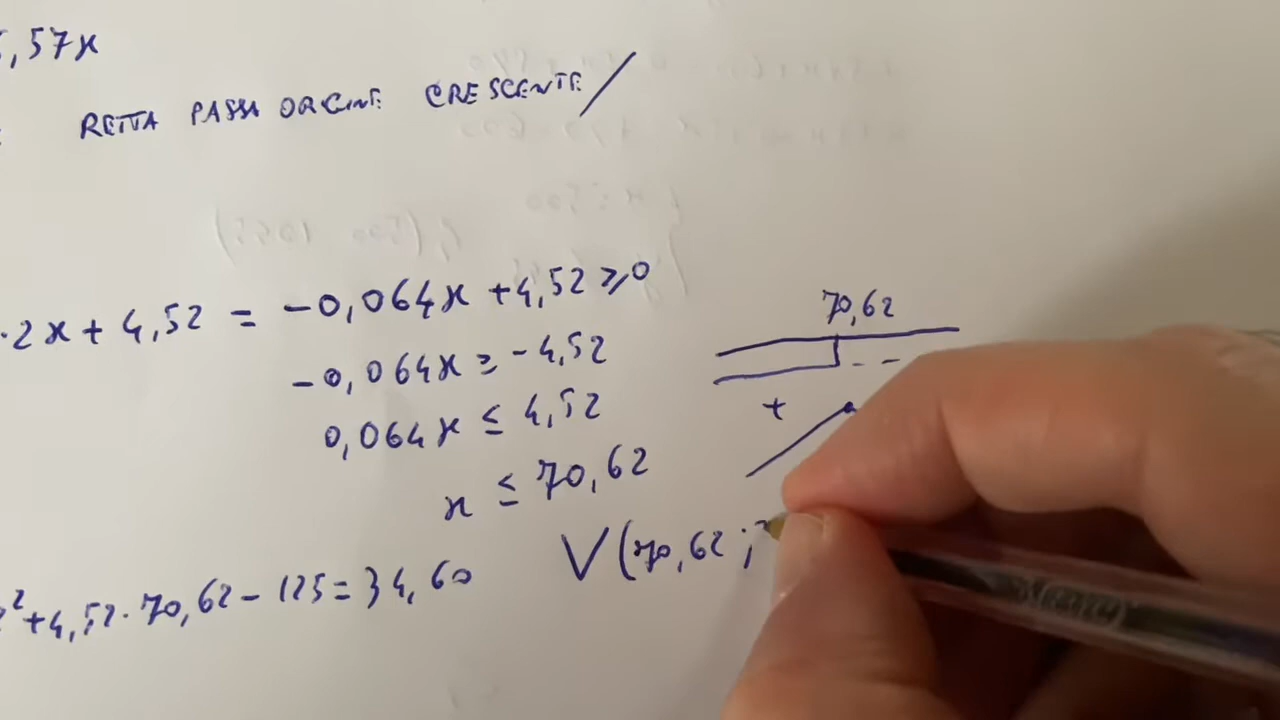 5,57x
RETTA PASSA ORIGINE CRESCENTE /
·2x + 4,52 = -0,064x + 4,52 ⩾ 0
-0,064x ≥ -4,52
0,064x ≤ 4,52
x ≤ 70,62
70,62
- -
+
V(70,62 ;
²+4,52·70,62-125=34,60